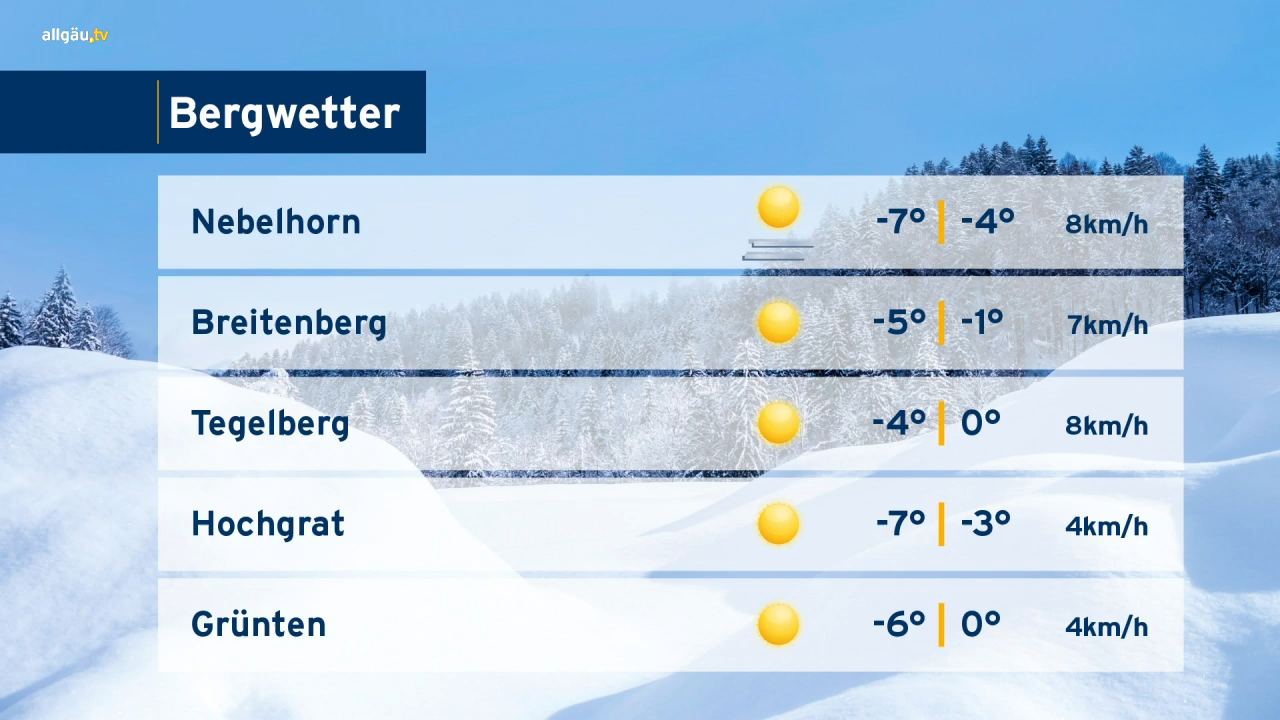 allgäu.tv
Bergwetter
Nebelhorn -7° -4° 8km/h
Breitenberg -5° -1° 7km/h
Tegelberg -4° 0° 8km/h
Hochgrat -7° -3° 4km/h
Grünten -6° 0° 4km/h